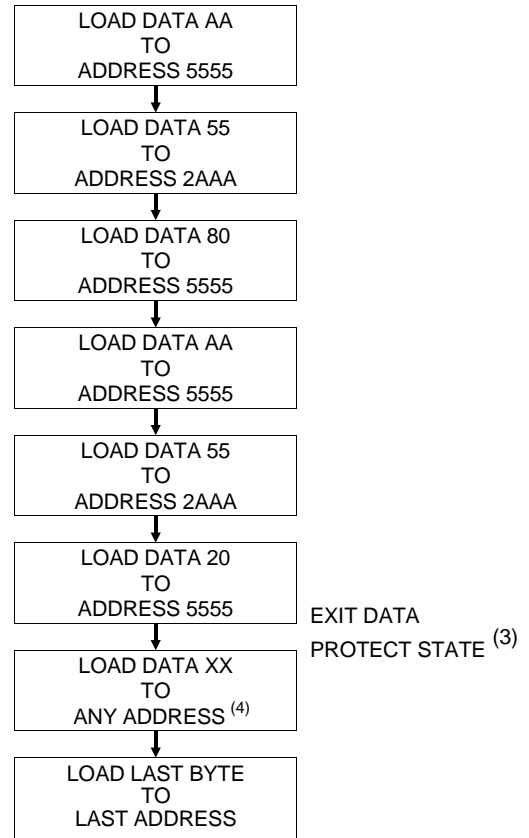 LOAD DATA AA
TO
ADDRESS 5555
LOAD DATA 55
TO
ADDRESS 2AAA
LOAD DATA 80
TO
ADDRESS 5555
LOAD DATA AA
TO
ADDRESS 5555
LOAD DATA 55
TO
ADDRESS 2AAA
LOAD DATA 20
TO
ADDRESS 5555
EXIT DATA
PROTECT STATE (3)
LOAD DATA XX
TO
ANY ADDRESS (4)
LOAD LAST BYTE
TO
LAST ADDRESS